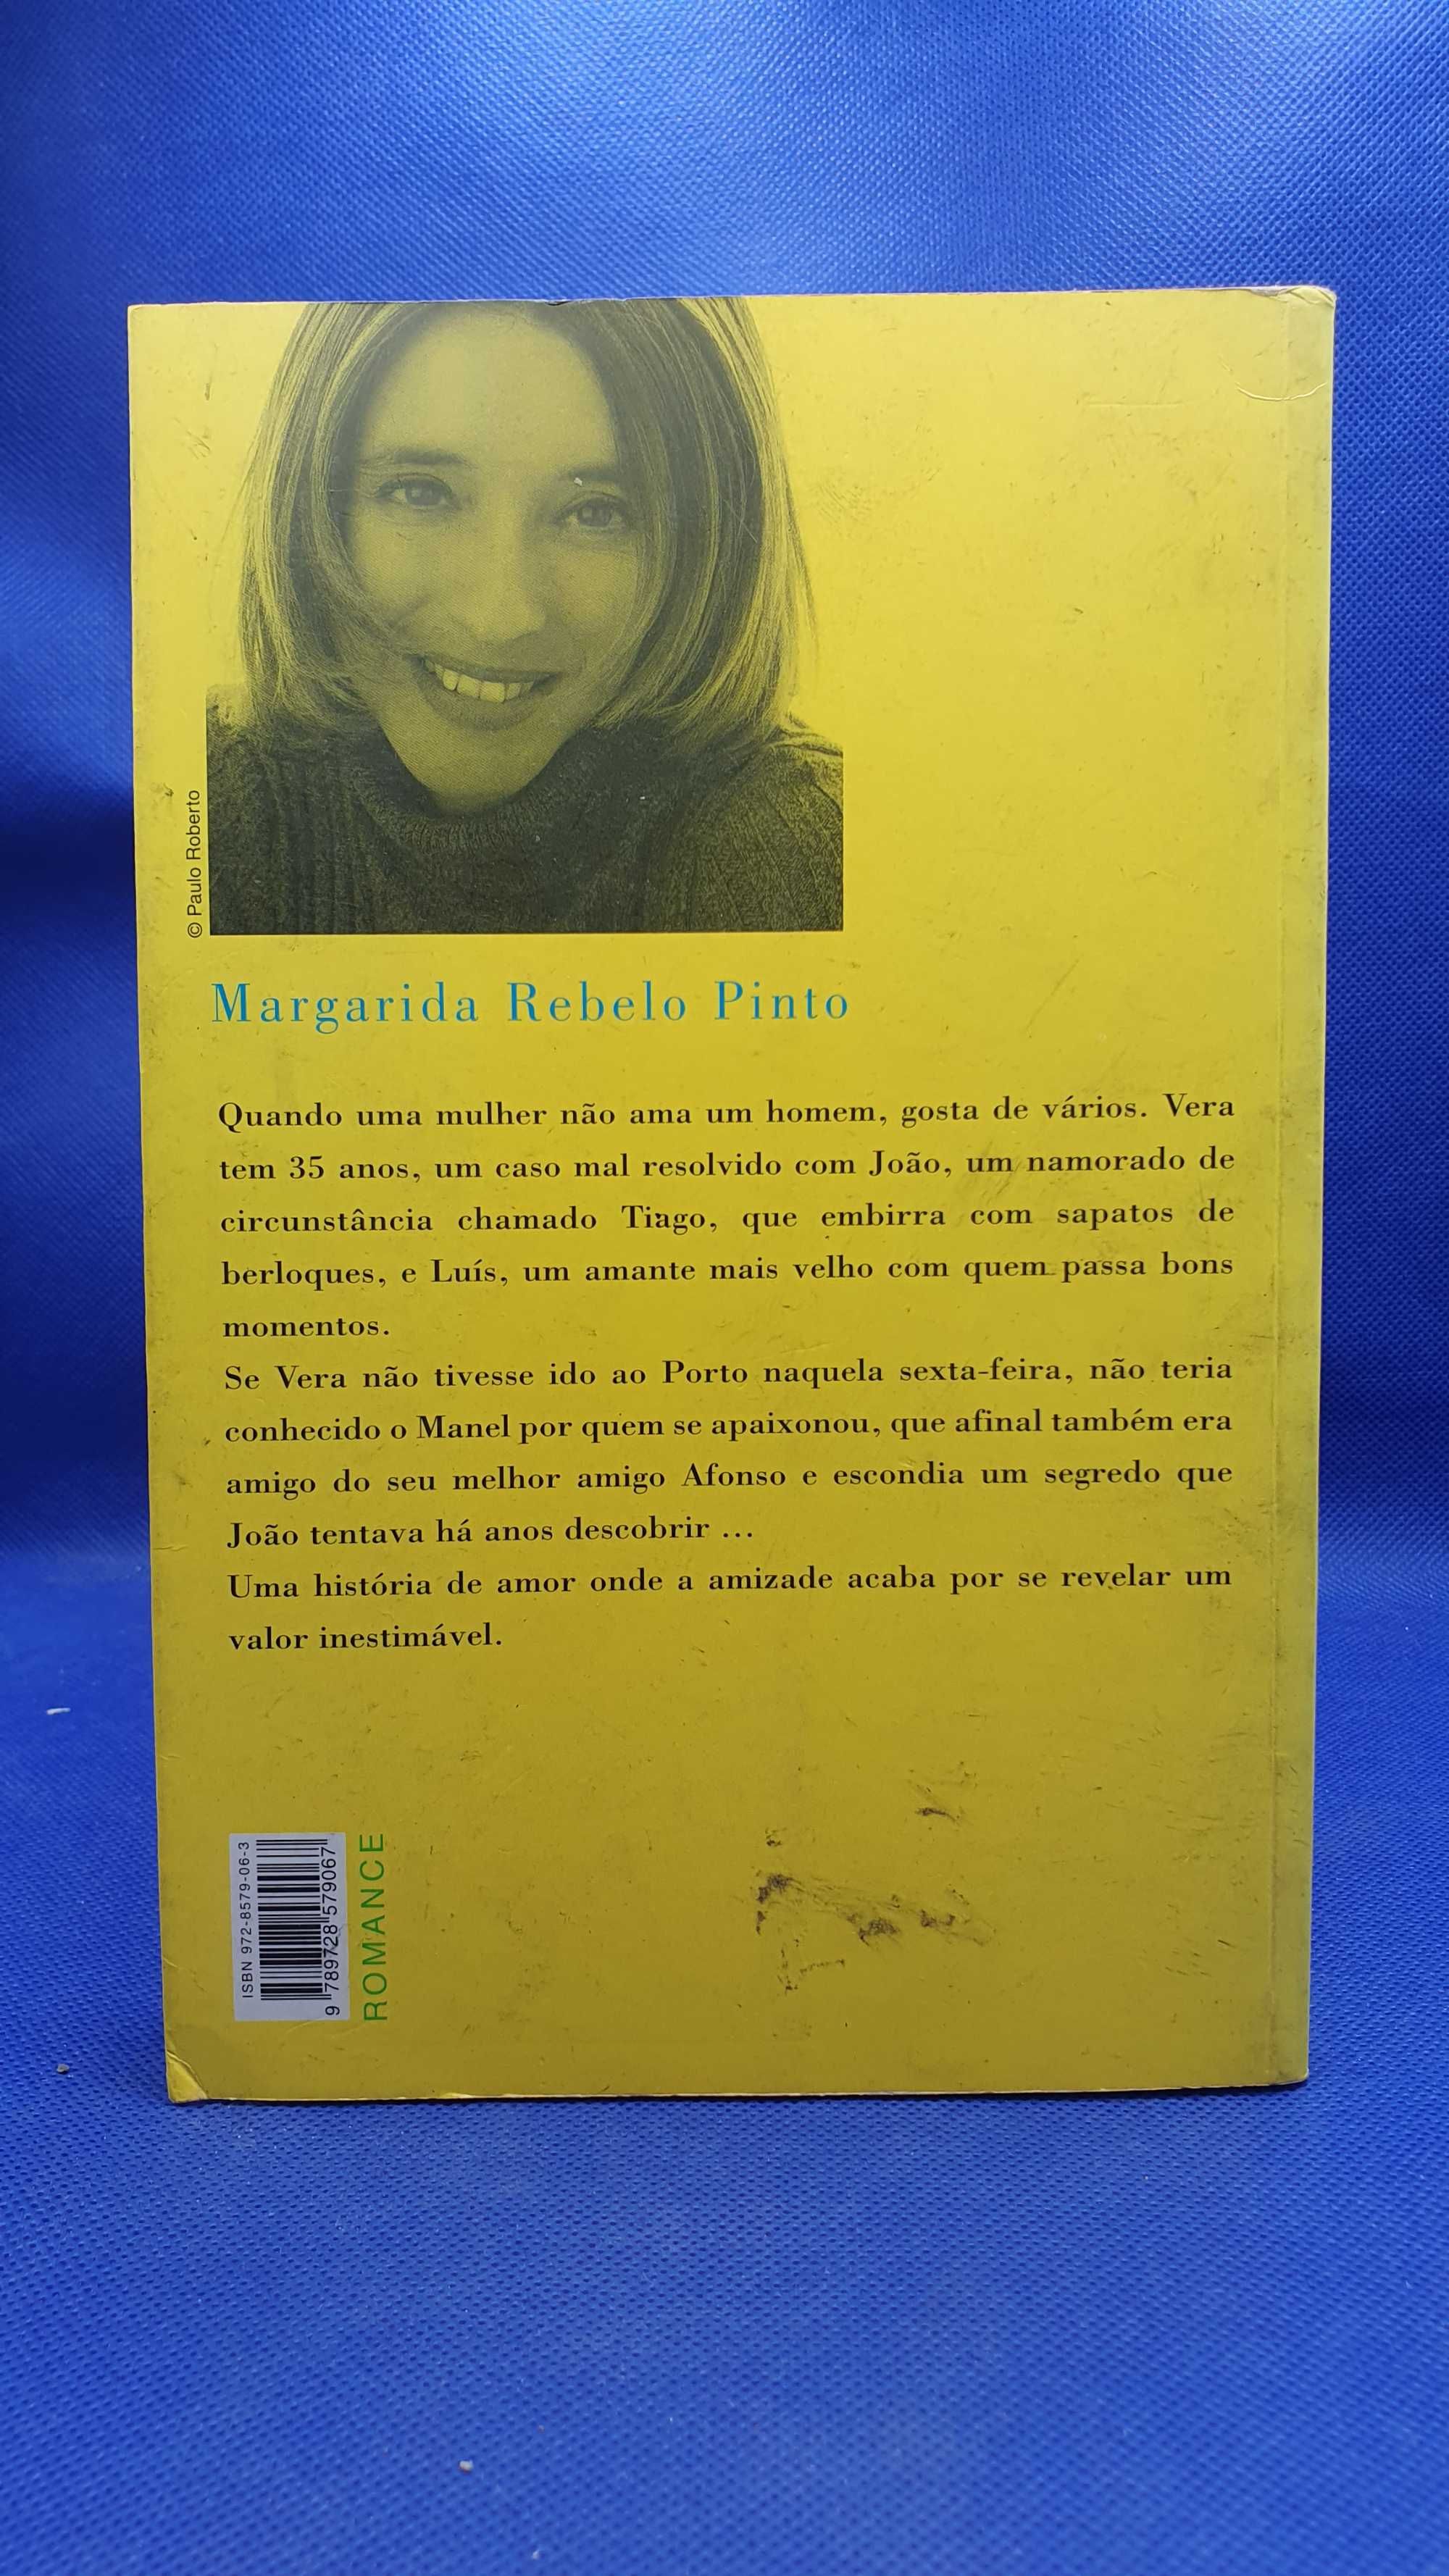 © Paulo Roberto
Margarida Rebelo Pinto
Quando uma mulher não ama um homem, gosta de vários. Vera
tem 35 anos, um caso mal resolvido com João, um namorado de
circunstância chamado Tiago, que embirra com sapatos de
berloques, e Luís, um amante mais velho com quem passa bons
momentos.
Se Vera não tivesse ido ao Porto naquela sexta-feira, não teria
conhecido o Manel por quem se apaixonou, que afinal também era
amigo do seu melhor amigo Afonso e escondia um segredo que
João tentava há anos descobrir ...
Uma história de amor onde a amizade acaba por se revelar um
valor inestimável.
ISBN 972-8579-06-3
9 789728 579067
ROMANCE